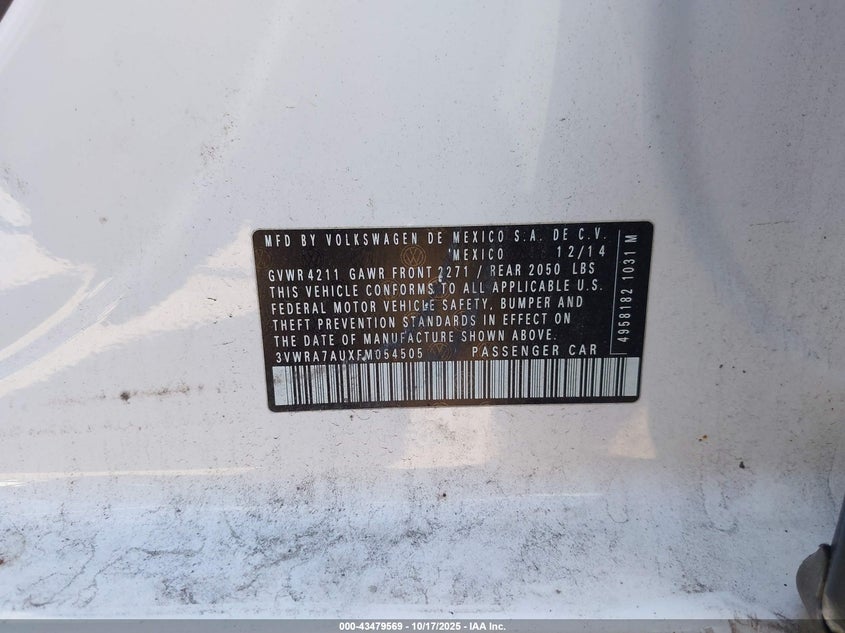 MFD BY VOLKSWAGEN DE MEXICO S.A. DE C.V.
MEXICO 12/14
GVWR 4211 GAWR FRONT 2271 / REAR 2050 LBS
THIS VEHICLE CONFORMS TO ALL APPLICABLE U.S.
FEDERAL MOTOR VEHICLE SAFETY, BUMPER AND
THEFT PREVENTION STANDARDS IN EFFECT ON
THE DATE OF MANUFACTURE SHOWN ABOVE.
3VWRA7AUXFM054505 PASSENGER CAR
4958182 1031 M
000-43479569 - 10/17/2025 - IAA Inc.